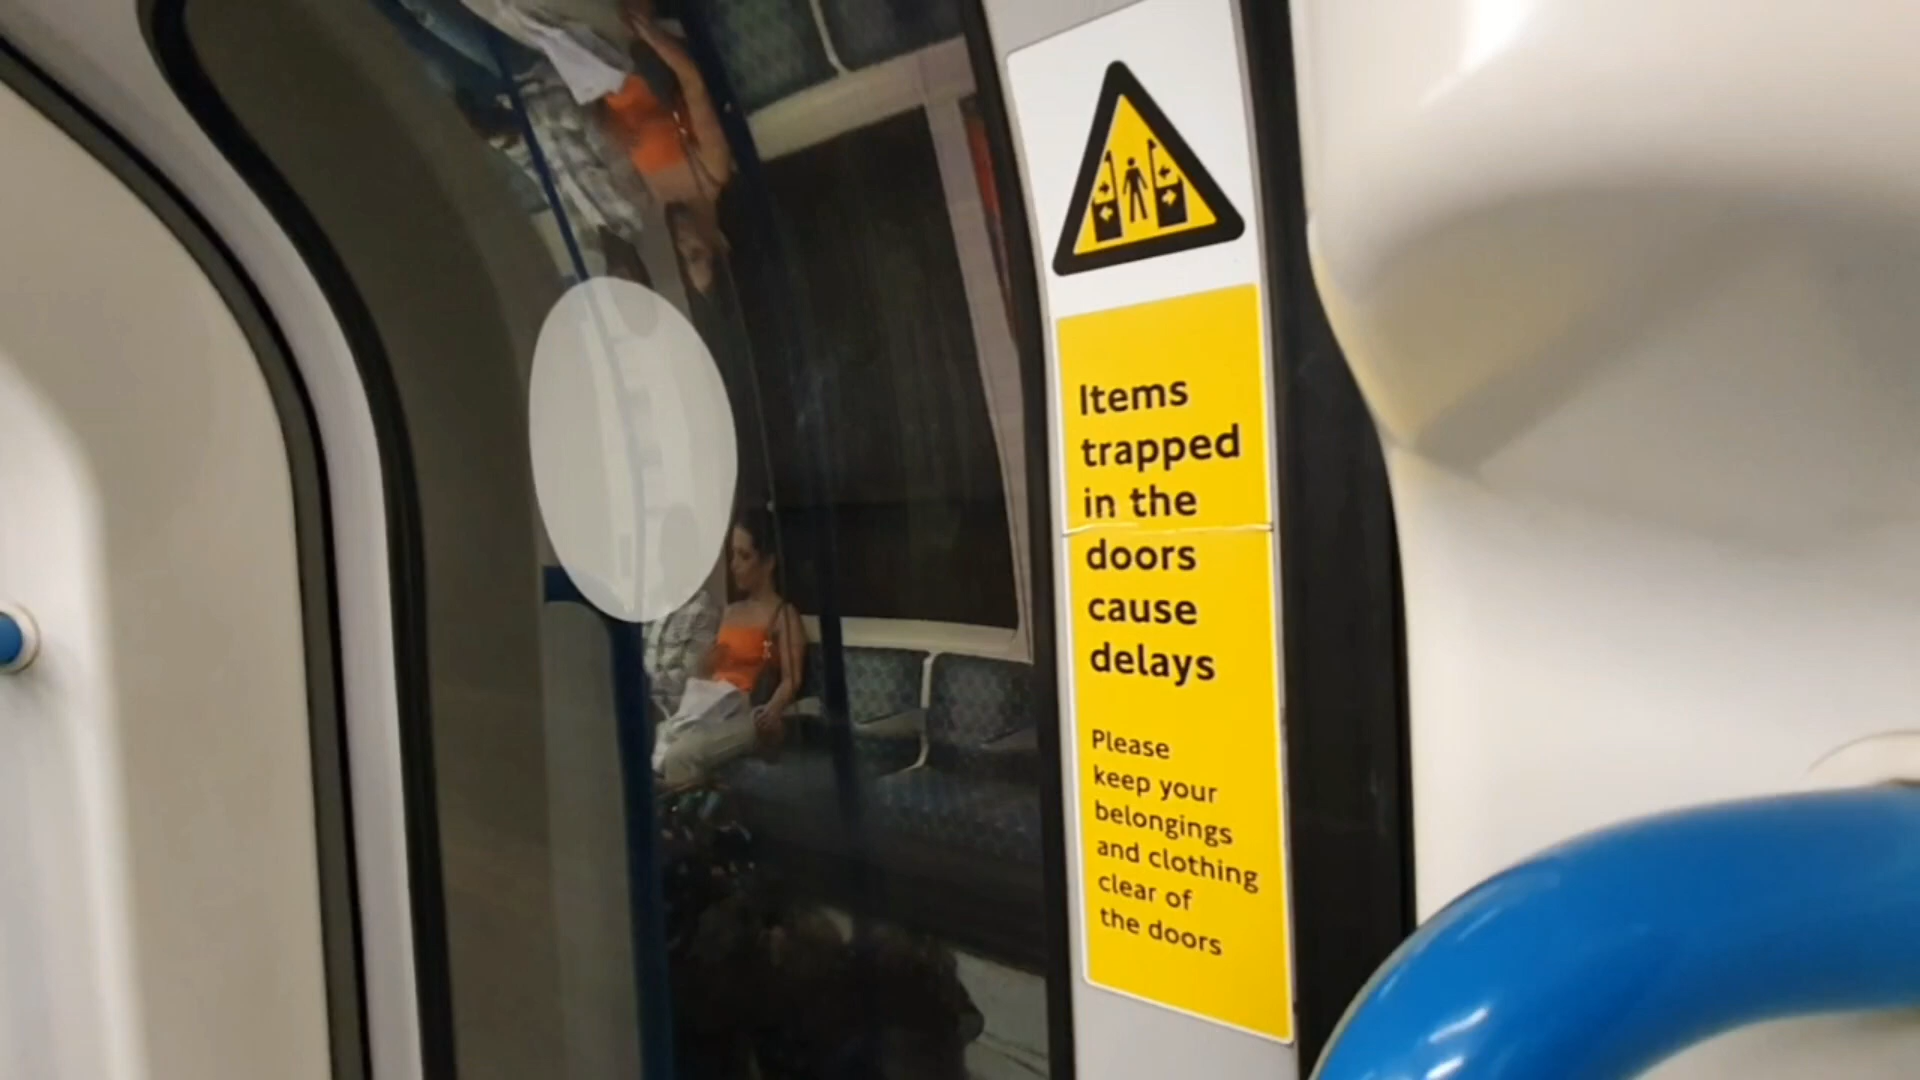 Items
trapped
in the
doors
cause
delays
Please
keep your
belongings
and clothing
clear of
the doors